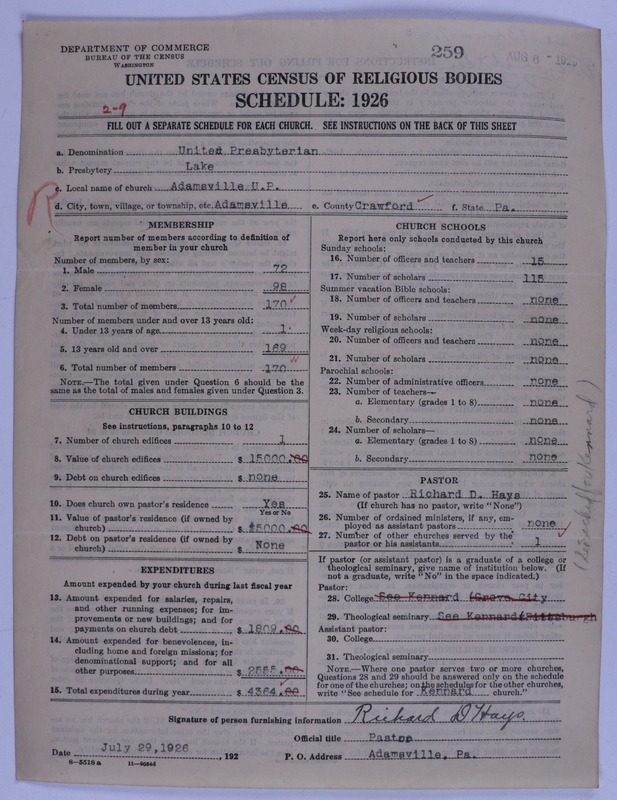 DEPARTMENT OF COMMERCE
BUREAU OF THE CENSUS
WASHINGTON
259
AUG 6 - 1926
UNITED STATES CENSUS OF RELIGIOUS BODIES
SCHEDULE: 1926
2-9
FILL OUT A SEPARATE SCHEDULE FOR EACH CHURCH. SEE INSTRUCTIONS ON THE BACK OF THIS SHEET
a. Denomination United Presbyterian
b. Presbytery Lake
c. Local name of church Adamsville U.P.
R
d. City, town, village, or township, etc. Adamsville e. County Crawford f. State Pa.
MEMBERSHIP
Report number of members according to definition of
member in your church
Number of members, by sex:
1. Male 72
2. Female 98
3. Total number of members 170
Number of members under and over 13 years old:
4. Under 13 years of age 1
5. 13 years old and over 169
6. Total number of members 170
NOTE.—The total given under Question 6 should be the
same as the total of males and females given under Question 3.
CHURCH BUILDINGS
See instructions, paragraphs 10 to 12
7. Number of church edifices 1
8. Value of church edifices $ 15000.00
9. Debt on church edifices $ none
10. Does church own pastor's residence Yes
Yes or No
11. Value of pastor's residence (if owned by
church) $ $5000.00
12. Debt on pastor's residence (if owned by
church) $ None
EXPENDITURES
Amount expended by your church during last fiscal year
13. Amount expended for salaries, repairs,
and other running expenses; for im-
provements or new buildings; and for
payments on church debt $ 1809.00
14. Amount expended for benevolences, in-
cluding home and foreign missions; for
denominational support; and for all
other purposes $ 2555.00
15. Total expenditures during year $ 4364.00
CHURCH SCHOOLS
Report here only schools conducted by this church
Sunday schools:
16. Number of officers and teachers 15
17. Number of scholars 115
Summer vacation Bible schools:
18. Number of officers and teachers none
19. Number of scholars none
Week-day religious schools:
20. Number of officers and teachers none
21. Number of scholars none
Parochial schools:
22. Number of administrative officers none
23. Number of teachers—
a. Elementary (grades 1 to 8) none
b. Secondary none
24. Number of scholars—
a. Elementary (grades 1 to 8) none
b. Secondary none
PASTOR
25. Name of pastor Richard D. Hays
(If church has no pastor, write "None")
26. Number of ordained ministers, if any, em-
ployed as assistant pastors none
27. Number of other churches served by the
pastor or his assistants 1
If pastor (or assistant pastor) is a graduate of a college or
theological seminary, give name of institution below. (If
not a graduate, write "No" in the space indicated.)
Pastor:
28. College See Kennard (Grove City
29. Theological seminary See Kennard(Pittsburgh
Assistant pastor:
30. College
31. Theological seminary
NOTE.—Where one pastor serves two or more churches,
Questions 28 and 29 should be answered only on the schedule
for one of the churches; on the schedules for the other churches,
write "See schedule for Kennard church."
Signature of person furnishing information Richard D Hays
Official title Pastor
Date July 29,1926, 192 P. O. Address Adamsville, Pa.
8—5518 a